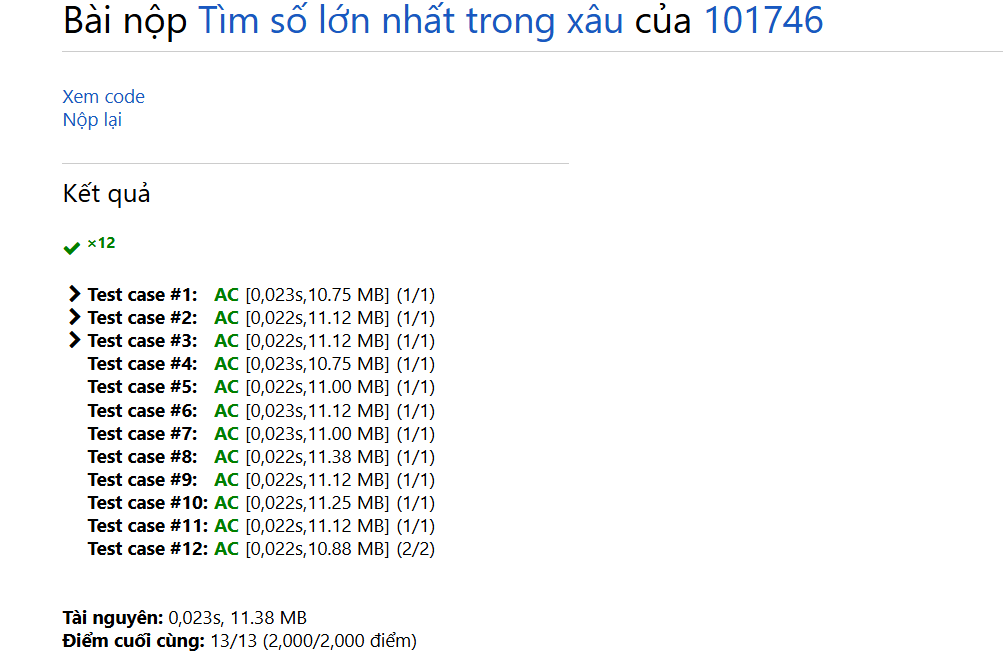 Bài nộp Tìm số lớn nhất trong xâu của 101746
Xem code
Nộp lại
Kết quả
×12
Test case #1: AC [0,023s,10.75 MB] (1/1)
Test case #2: AC [0,022s,11.12 MB] (1/1)
Test case #3: AC [0,022s,11.12 MB] (1/1)
Test case #4: AC [0,023s,10.75 MB] (1/1)
Test case #5: AC [0,022s,11.00 MB] (1/1)
Test case #6: AC [0,023s,11.12 MB] (1/1)
Test case #7: AC [0,023s,11.00 MB] (1/1)
Test case #8: AC [0,022s,11.38 MB] (1/1)
Test case #9: AC [0,022s,11.12 MB] (1/1)
Test case #10: AC [0,022s,11.25 MB] (1/1)
Test case #11: AC [0,022s,11.12 MB] (1/1)
Test case #12: AC [0,022s,10.88 MB] (2/2)
Tài nguyên: 0,023s, 11.38 MB
Điểm cuối cùng: 13/13 (2,000/2,000 điểm)